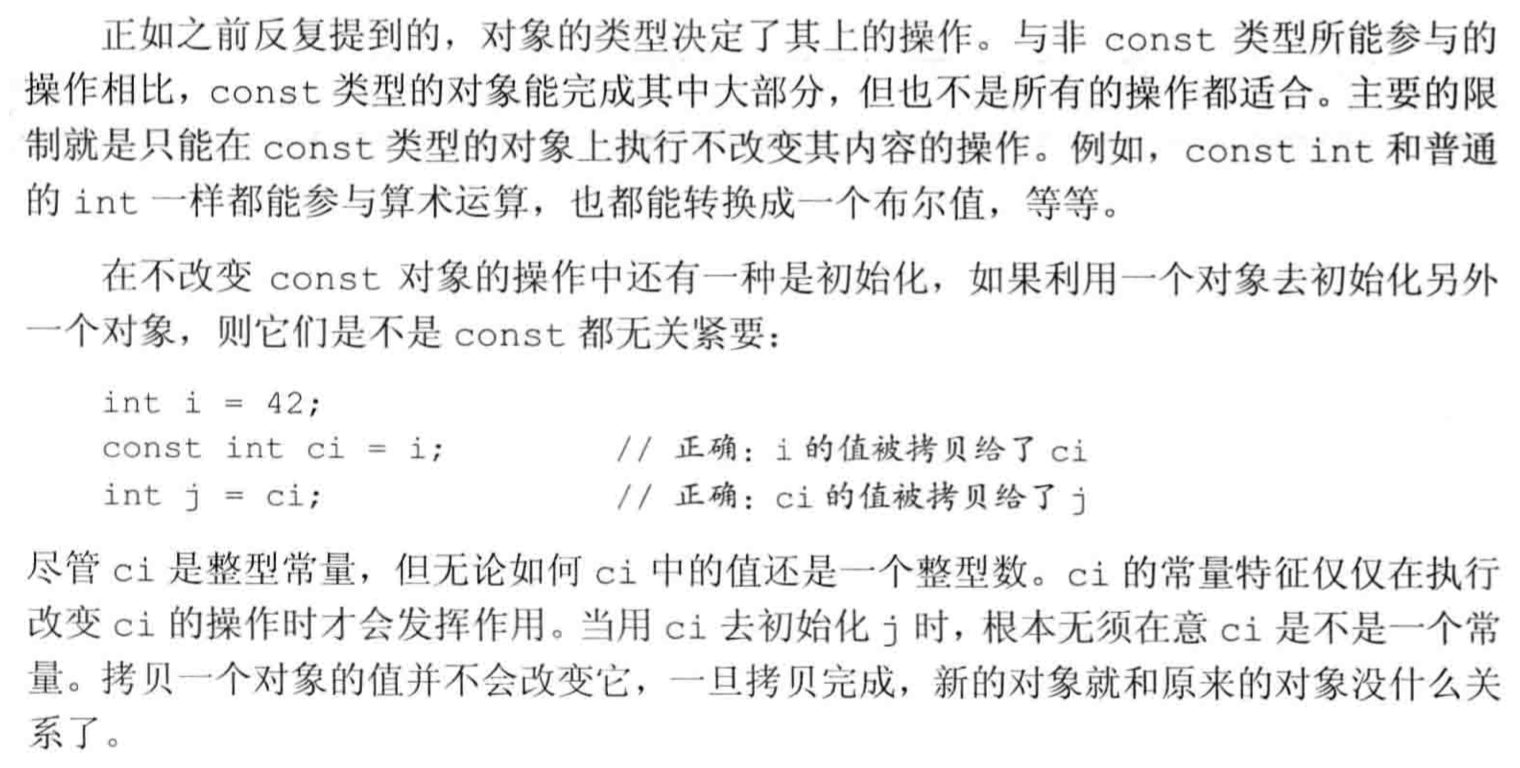 正如之前反复提到的，对象的类型决定了其上的操作。与非 const 类型所能参与的
操作相比，const 类型的对象能完成其中大部分，但也不是所有的操作都适合。主要的限
制就是只能在 const 类型的对象上执行不改变其内容的操作。例如，const int 和普通
的 int 一样都能参与算术运算，也都能转换成一个布尔值，等等。
在不改变 const 对象的操作中还有一种是初始化，如果利用一个对象去初始化另外
一个对象，则它们是不是 const 都无关紧要：
int i = 42;
const int ci = i; // 正确：i 的值被拷贝给了 ci
int j = ci; // 正确：ci 的值被拷贝给了 j
尽管 ci 是整型常量，但无论如何 ci 中的值还是一个整型数。ci 的常量特征仅仅在执行
改变 ci 的操作时才会发挥作用。当用 ci 去初始化 j 时，根本无须在意 ci 是不是一个常
量。拷贝一个对象的值并不会改变它，一旦拷贝完成，新的对象就和原来的对象没什么关
系了。